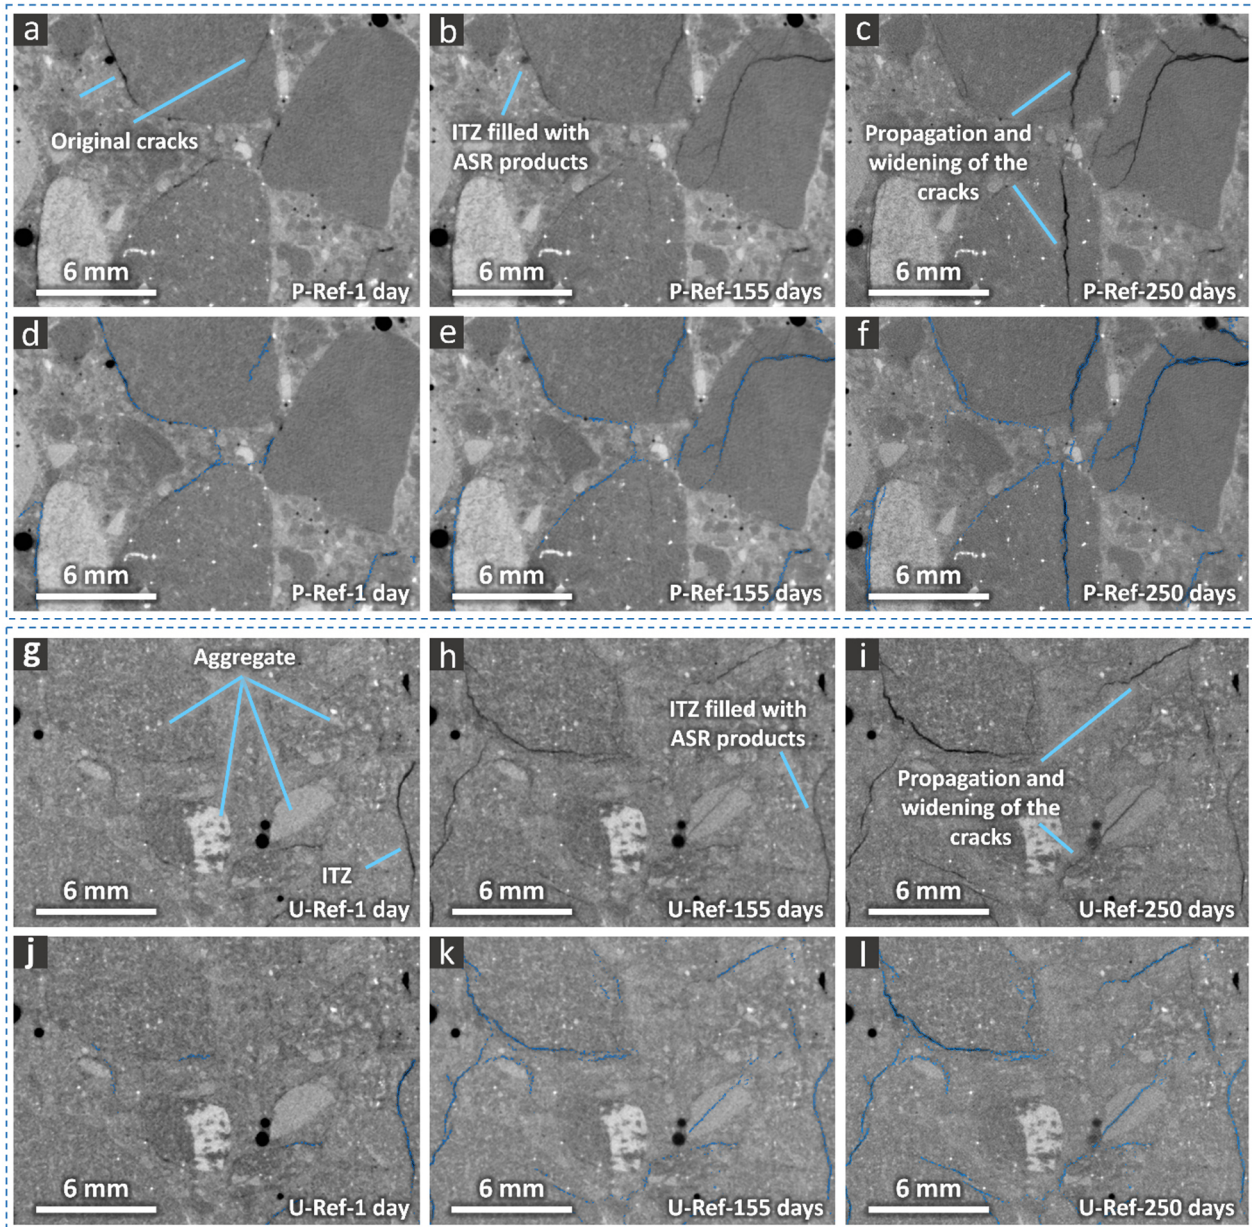 a
Original cracks
6 mm
P-Ref-1 day
b
ITZ filled with
ASR products
6 mm
P-Ref-155 days
c
Propagation and
widening of the
cracks
6 mm
P-Ref-250 days
d
6 mm
P-Ref-1 day
e
6 mm
P-Ref-155 days
f
6 mm
P-Ref-250 days
g
Aggregate
ITZ
6 mm
U-Ref-1 day
h
ITZ filled with
ASR products
6 mm
U-Ref-155 days
i
Propagation and
widening of the
cracks
6 mm
U-Ref-250 days
j
6 mm
U-Ref-1 day
k
6 mm
U-Ref-155 days
l
6 mm
U-Ref-250 days